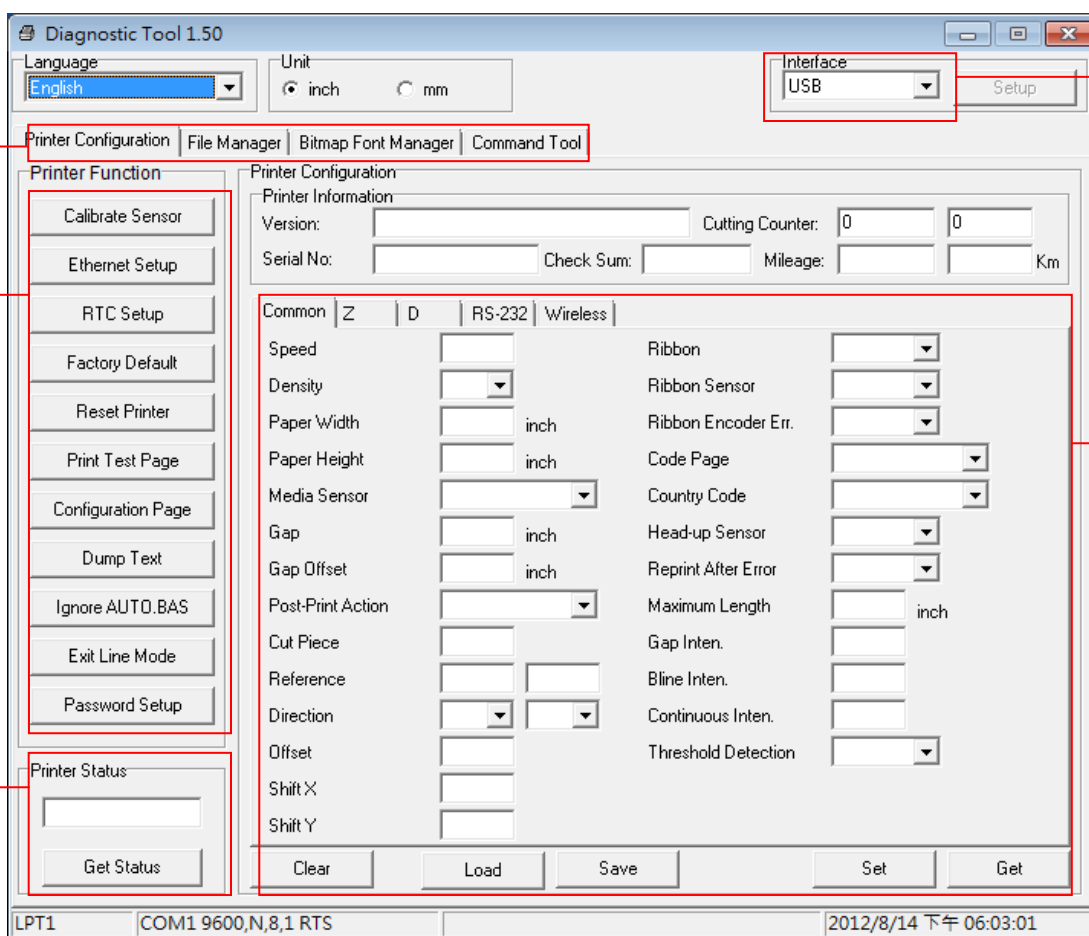 Diagnostic Tool 1.50
Language
English
Unit
inch
mm
Interface
USB
Setup
Printer Configuration
File Manager
Bitmap Font Manager
Command Tool
Printer Function
Calibrate Sensor
Ethernet Setup
RTC Setup
Factory Default
Reset Printer
Print Test Page
Configuration Page
Dump Text
Ignore AUTO.BAS
Exit Line Mode
Password Setup
Printer Status
Get Status
Printer Configuration
Printer Information
Version:
Cutting Counter: 0 0
Serial No:
Check Sum:
Mileage:
Km
Common Z D RS-232 Wireless
Speed
Density
Paper Width inch
Paper Height inch
Media Sensor
Gap inch
Gap Offset inch
Post-Print Action
Cut Piece
Reference
Direction
Offset
Shift X
Shift Y
Ribbon
Ribbon Sensor
Ribbon Encoder Err.
Code Page
Country Code
Head-up Sensor
Reprint After Error
Maximum Length inch
Gap Inten.
Bline Inten.
Continuous Inten.
Threshold Detection
Clear
Load
Save
Set
Get
LPT1
COM1 9600,N,8,1 RTS
2012/8/14 下午 06:03:01